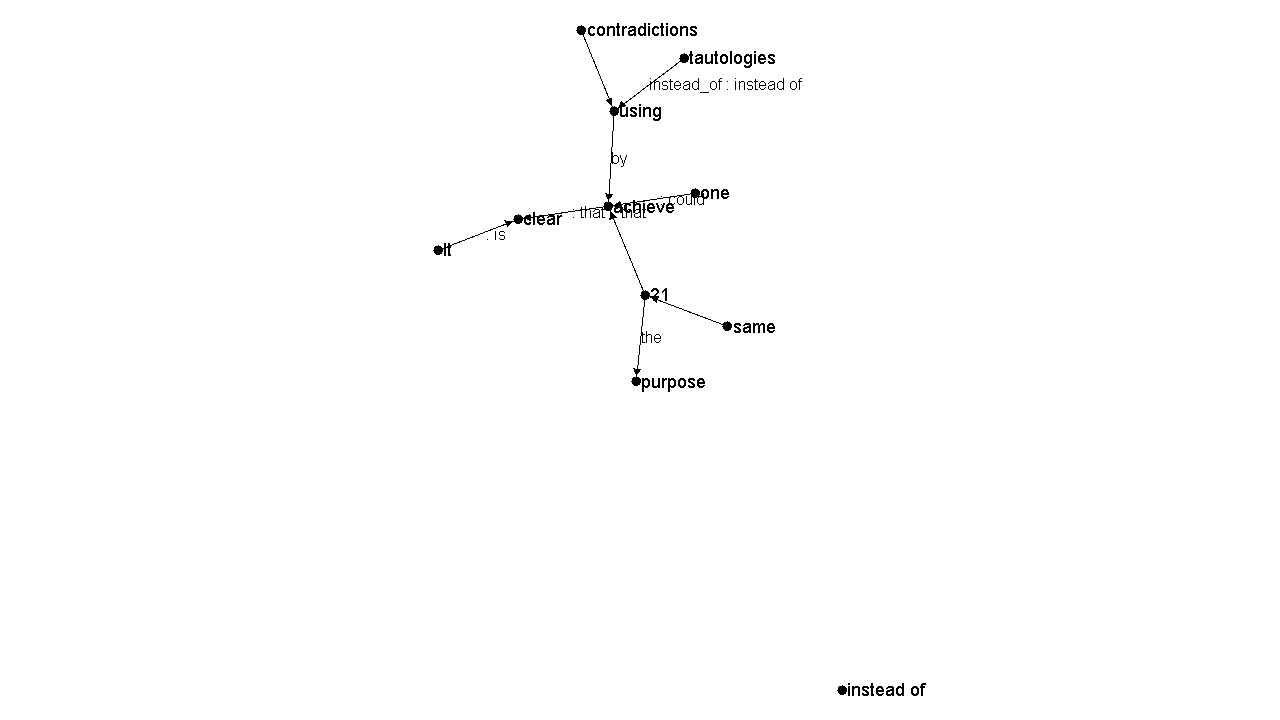 contradictions
tautologies
instead_of : instead of
using
by
one
: could
achieve
: that : that
clear
: is
It
21
same
the
purpose
instead of